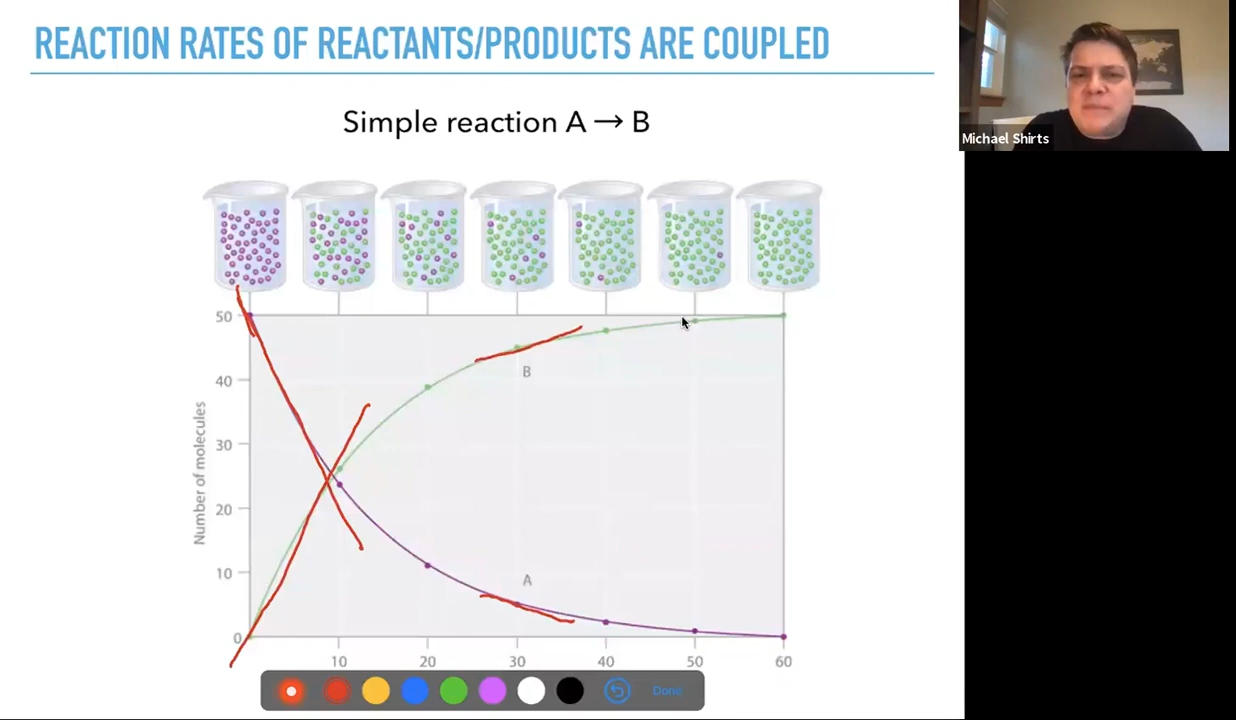 REACTION RATES OF REACTANTS/PRODUCTS ARE COUPLED
Michael Shirts
Simple reaction A → B
Number of molecules
50
40
30
20
10
0
B
A
10 20 30 40 50 60
Done